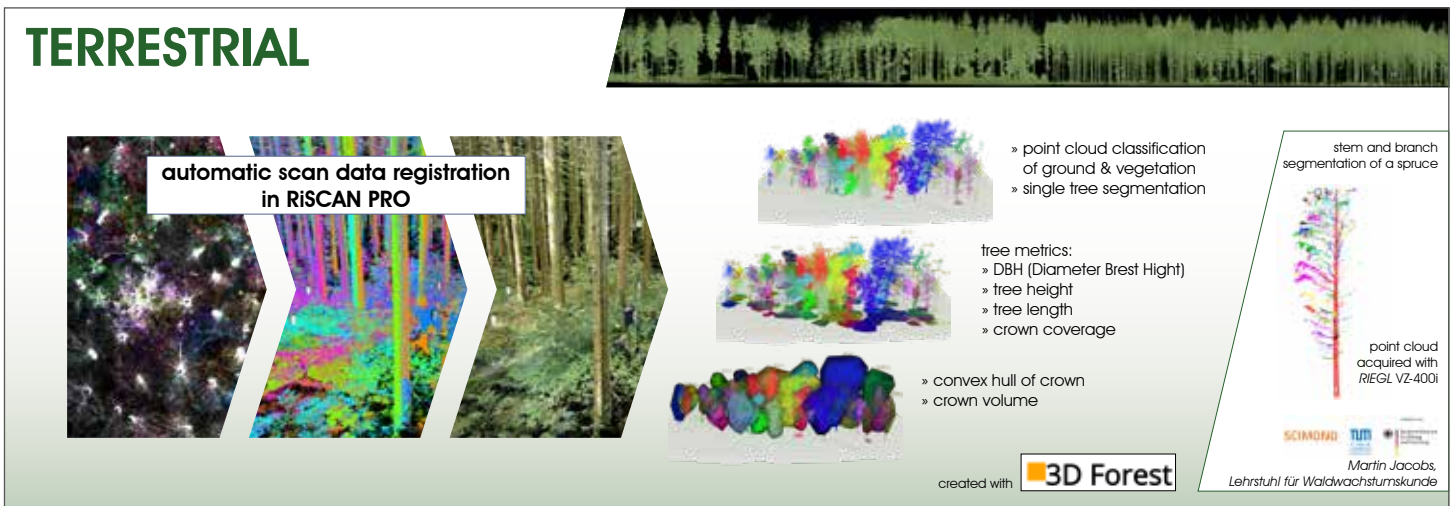 TERRESTRIAL
automatic scan data registration
in RiSCAN PRO
» point cloud classification
of ground & vegetation
» single tree segmentation
tree metrics:
» DBH (Diameter Brest Hight)
» tree height
» tree length
» crown coverage
» convex hull of crown
» crown volume
created with
3D Forest
stem and branch
segmentation of a spruce
point cloud
acquired with
RIEGL VZ-400i
SCIMOND
TUM
Martin Jacobs,
Lehrstuhl für Waldwachstumskunde